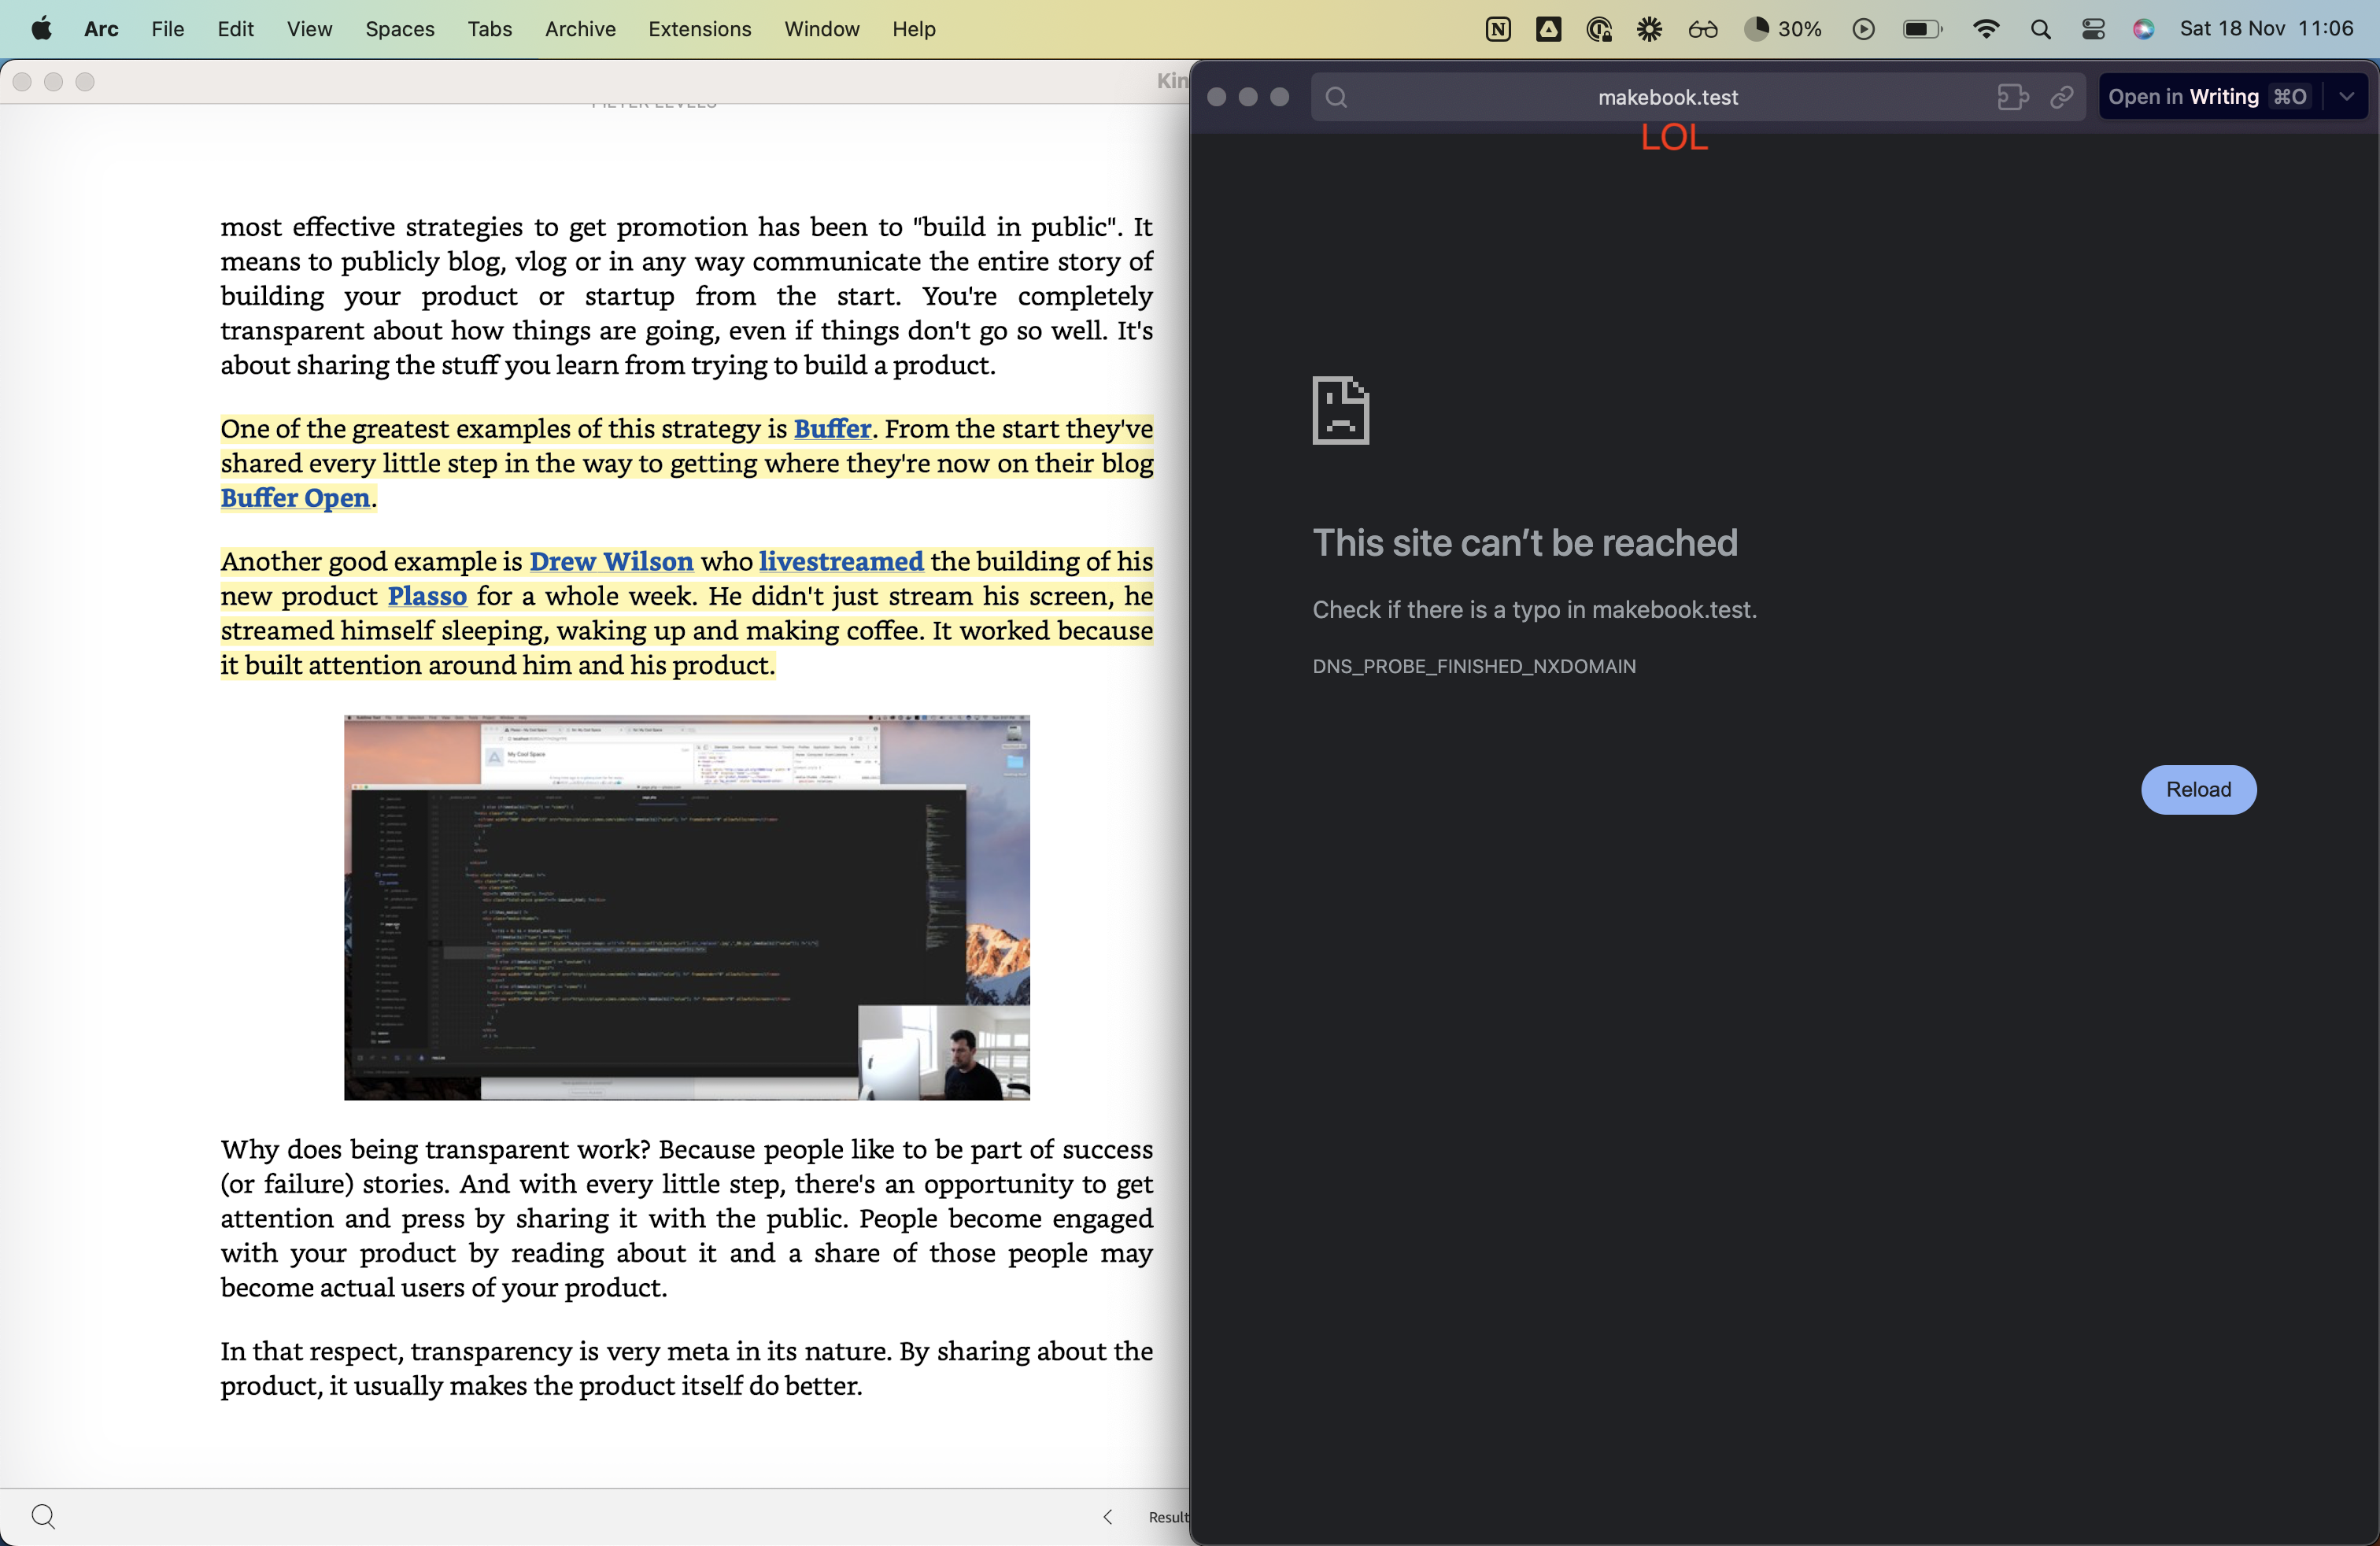 Arc File Edit View Spaces Tabs Archive Extensions Window Help
30% Sat 18 Nov 11:06
Kin
PIETER LEVELS
most effective strategies to get promotion has been to "build in public". It
means to publicly blog, vlog or in any way communicate the entire story of
building your product or startup from the start. You're completely
transparent about how things are going, even if things don't go so well. It's
about sharing the stuff you learn from trying to build a product.
One of the greatest examples of this strategy is Buffer. From the start they've
shared every little step in the way to getting where they're now on their blog
Buffer Open.
Another good example is Drew Wilson who livestreamed the building of his
new product Plasso for a whole week. He didn't just stream his screen, he
streamed himself sleeping, waking up and making coffee. It worked because
it built attention around him and his product.
My Cool Space
Why does being transparent work? Because people like to be part of success
(or failure) stories. And with every little step, there's an opportunity to get
attention and press by sharing it with the public. People become engaged
with your product by reading about it and a share of those people may
become actual users of your product.
In that respect, transparency is very meta in its nature. By sharing about the
product, it usually makes the product itself do better.
Result
makebook.test
Open in Writing ⌘O
LOL
This site can’t be reached
Check if there is a typo in makebook.test.
DNS_PROBE_FINISHED_NXDOMAIN
Reload